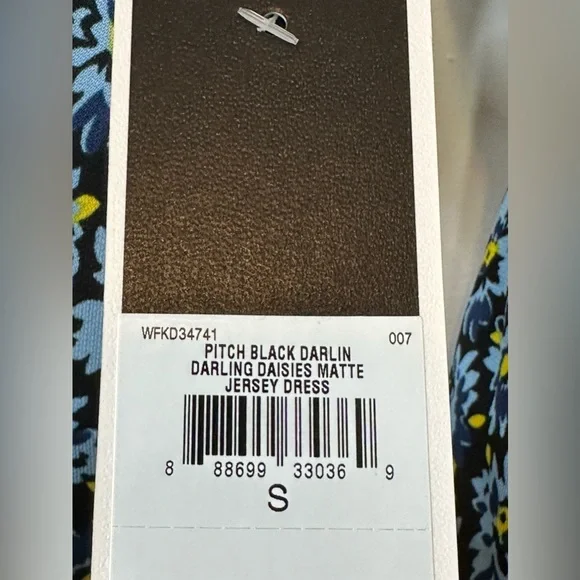 WFKD34741 007
PITCH BLACK DARLIN
DARLING DAISIES MATTE
JERSEY DRESS
8 88699 33036 9
S